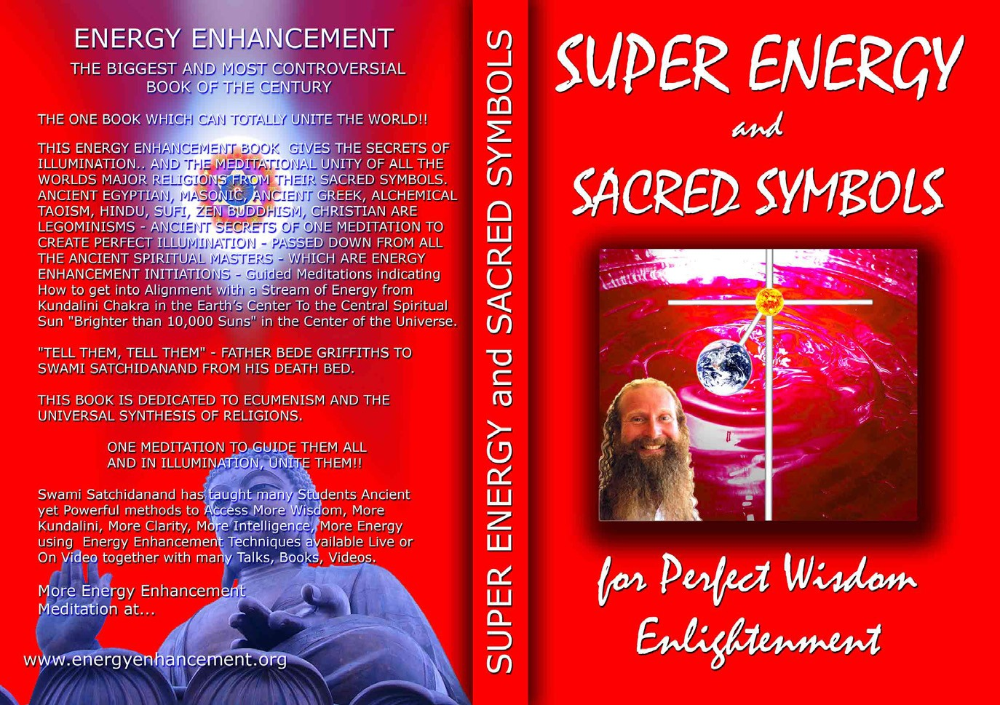 ENERGY ENHANCEMENT
THE BIGGEST AND MOST CONTROVERSIAL
BOOK OF THE CENTURY
THE ONE BOOK WHICH CAN TOTALLY UNITE THE WORLD!!
THIS ENERGY ENHANCEMENT BOOK GIVES THE SECRETS OF
ILLUMINATION.. AND THE MEDITATIONAL UNITY OF ALL THE
WORLDS MAJOR RELIGIONS FROM THEIR SACRED SYMBOLS.
ANCIENT EGYPTIAN, MASONIC, ANCIENT GREEK, ALCHEMICAL
TAOISM, HINDU, SUFI, ZEN BUDDHISM, CHRISTIAN ARE
LEGOMINISMS - ANCIENT SECRETS OF ONE MEDITATION TO
CREATE PERFECT ILLUMINATION - PASSED DOWN FROM ALL
THE ANCIENT SPIRITUAL MASTERS - WHICH ARE ENERGY
ENHANCEMENT INITIATIONS - Guided Meditations indicating
How to get into Alignment with a Stream of Energy from
Kundalini Chakra in the Earth's Center To the Central Spiritual
Sun "Brighter than 10,000 Suns" in the Center of the Universe.
"TELL THEM, TELL THEM" - FATHER BEDE GRIFFITHS TO
SWAMI SATCHIDANAND FROM HIS DEATH BED.
THIS BOOK IS DEDICATED TO ECUMENISM AND THE
UNIVERSAL SYNTHESIS OF RELIGIONS.
ONE MEDITATION TO GUIDE THEM ALL
AND IN ILLUMINATION, UNITE THEM!!
Swami Satchidanand has taught many Students Ancient
yet Powerful methods to Access More Wisdom, More
Kundalini, More Clarity, More Intelligence, More Energy
using Energy Enhancement Techniques available Live or
On Video together with many Talks, Books, Videos.
More Energy Enhancement
Meditation at...
www.energyenhancement.org
SUPER ENERGY and SACRED SYMBOLS
SUPER ENERGY
and
SACRED SYMBOLS
for Perfect Wisdom
Enlightenment